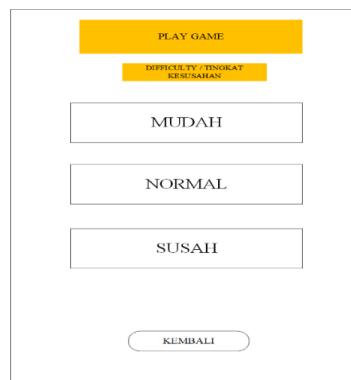 PLAY GAME
DIFFICULTY / TINGKAT
KESUSAHAN
MUDAH
NORMAL
SUSAH
KEMBALI